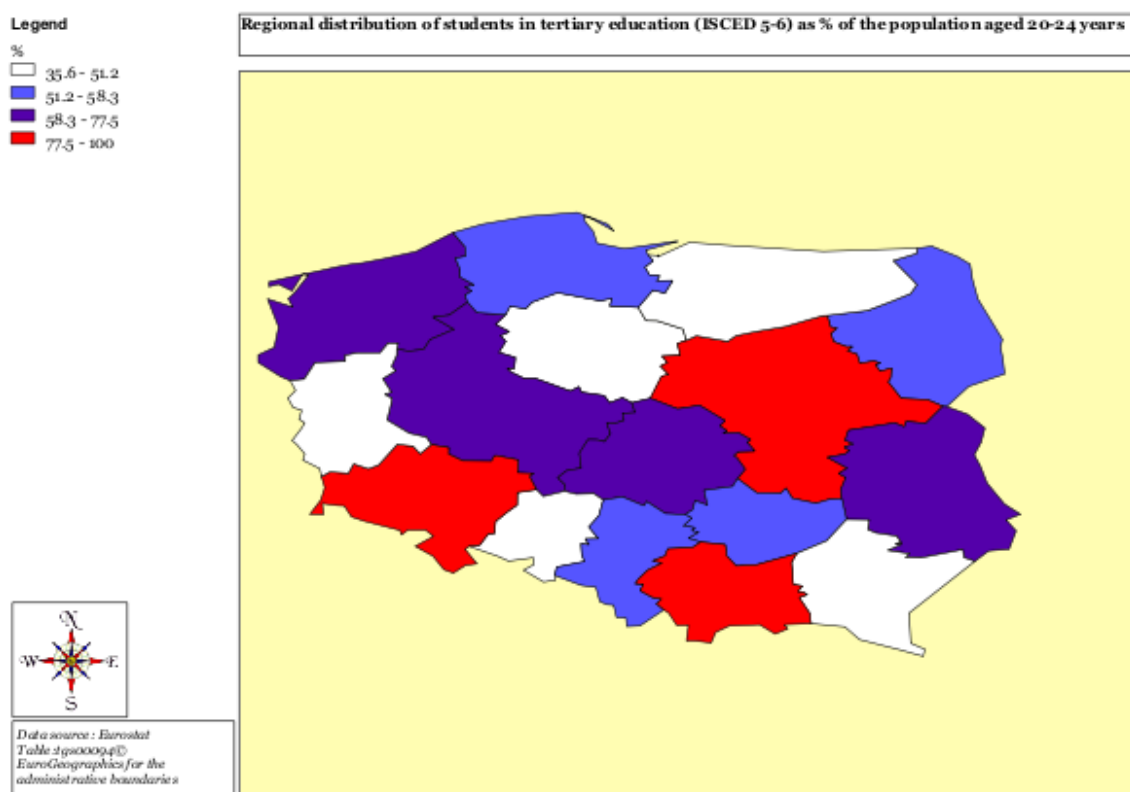 Legend
%
35.6 - 51.2
51.2 - 58.3
58.3 - 77.5
77.5 - 100
Regional distribution of students in tertiary education (ISCED 5-6) as % of the population aged 20-24 years
N
W E
S
Data source : Eurostat
Table :tgs00094©
EuroGeographics for the
administrative boundaries